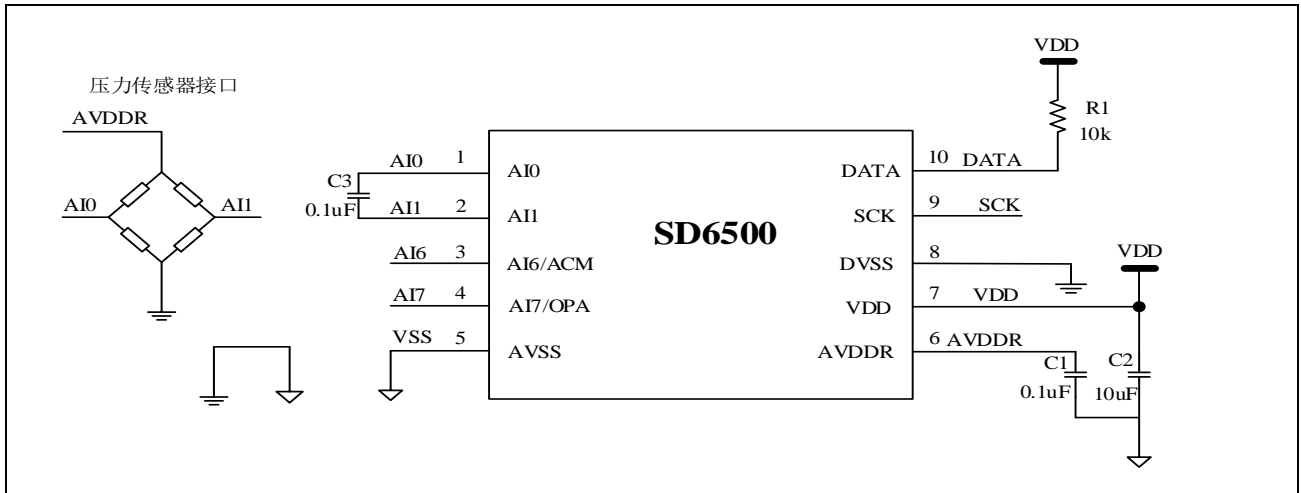 压力传感器接口
AVDDR
AI0
AI1
C3
0.1uF
AI0
1
AI1
2
AI6
3
AI7
4
VSS
5
AI0
AI1
AI6/ACM
AI7/OPA
AVSS
SD6500
DATA
SCK
DVSS
VDD
AVDDR
10 DATA
9 SCK
8
7 VDD
6 AVDDR
VDD
R1
10k
VDD
C1
0.1uF
C2
10uF